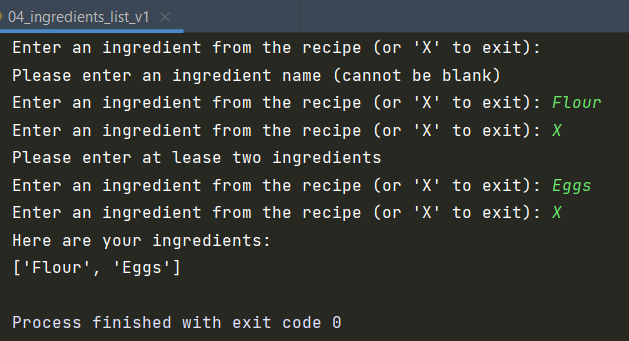 04_ingredients_list_v1
Enter an ingredient from the recipe (or 'X' to exit):
Please enter an ingredient name (cannot be blank)
Enter an ingredient from the recipe (or 'X' to exit): Flour
Enter an ingredient from the recipe (or 'X' to exit): X
Please enter at lease two ingredients
Enter an ingredient from the recipe (or 'X' to exit): Eggs
Enter an ingredient from the recipe (or 'X' to exit): X
Here are your ingredients:
['Flour', 'Eggs']
Process finished with exit code 0